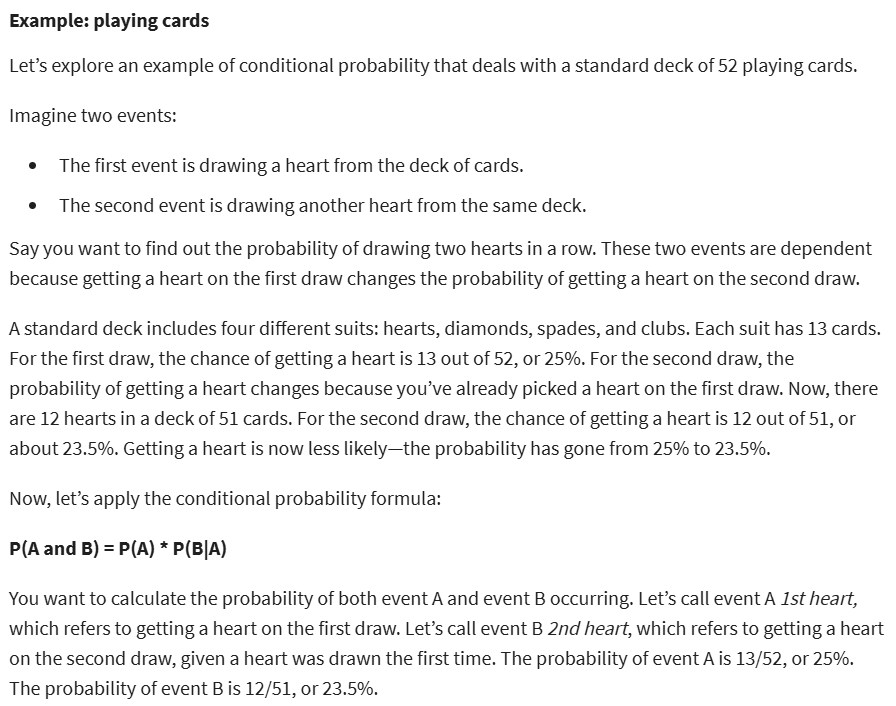 Example: playing cards
Let’s explore an example of conditional probability that deals with a standard deck of 52 playing cards.
Imagine two events:
• The first event is drawing a heart from the deck of cards.
• The second event is drawing another heart from the same deck.
Say you want to find out the probability of drawing two hearts in a row. These two events are dependent
because getting a heart on the first draw changes the probability of getting a heart on the second draw.
A standard deck includes four different suits: hearts, diamonds, spades, and clubs. Each suit has 13 cards.
For the first draw, the chance of getting a heart is 13 out of 52, or 25%. For the second draw, the
probability of getting a heart changes because you’ve already picked a heart on the first draw. Now, there
are 12 hearts in a deck of 51 cards. For the second draw, the chance of getting a heart is 12 out of 51, or
about 23.5%. Getting a heart is now less likely—the probability has gone from 25% to 23.5%.
Now, let’s apply the conditional probability formula:
P(A and B) = P(A) * P(B|A)
You want to calculate the probability of both event A and event B occurring. Let’s call event A 1st heart,
which refers to getting a heart on the first draw. Let’s call event B 2nd heart, which refers to getting a heart
on the second draw, given a heart was drawn the first time. The probability of event A is 13/52, or 25%.
The probability of event B is 12/51, or 23.5%.